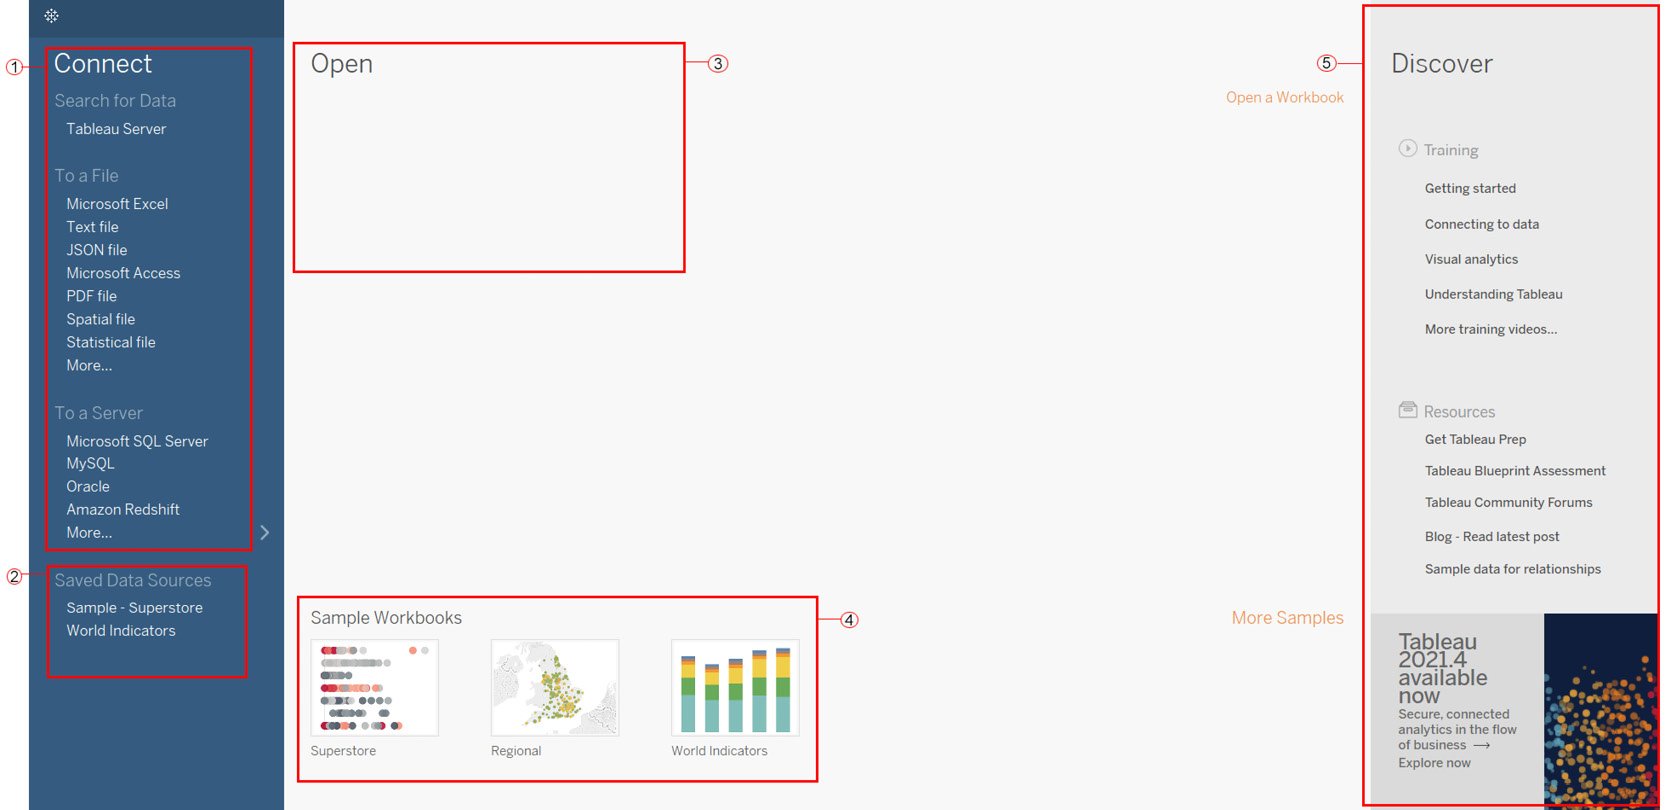 ①
Connect
Search for Data
Tableau Server
To a File
Microsoft Excel
Text file
JSON file
Microsoft Access
PDF file
Spatial file
Statistical file
More...
To a Server
Microsoft SQL Server
MySQL
Oracle
Amazon Redshift
More...
②
Saved Data Sources
Sample - Superstore
World Indicators
Open
③
Open a Workbook
Sample Workbooks
④
More Samples
Superstore
Regional
World Indicators
⑤
Discover
Training
Getting started
Connecting to data
Visual analytics
Understanding Tableau
More training videos...
Resources
Get Tableau Prep
Tableau Blueprint Assessment
Tableau Community Forums
Blog - Read latest post
Sample data for relationships
Tableau
2021.4
available
now
Secure, connected
analytics in the flow
of business →
Explore now